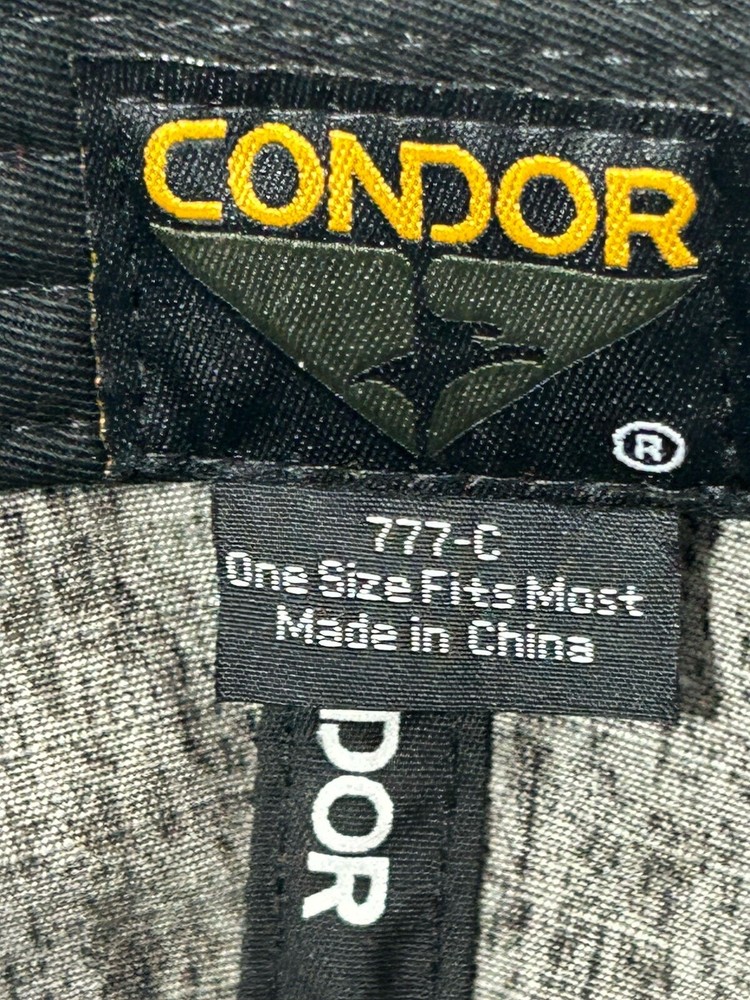 CONDOR
®
777-C
One Size Fits Most
Made in China
DOR